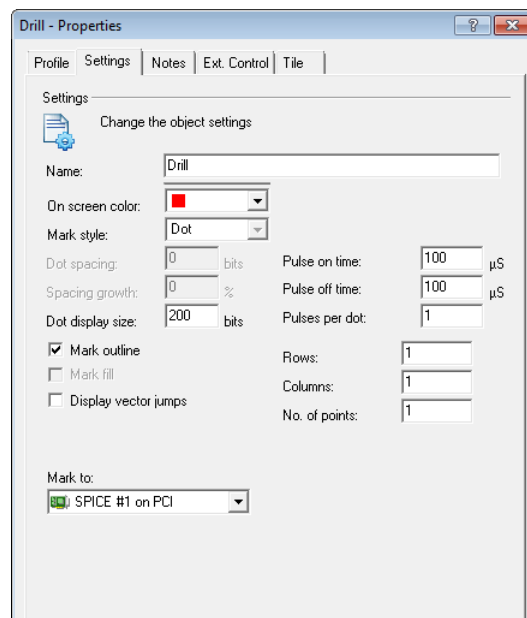 Drill - Properties
Profile Settings Notes Ext. Control Tile
Settings
Change the object settings
Name: Drill
On screen color:
Mark style: Dot
Dot spacing: 0 bits Pulse on time: 100 µS
Spacing growth: 0 % Pulse off time: 100 µS
Dot display size: 200 bits Pulses per dot: 1
Mark outline Rows: 1
Mark fill Columns: 1
Display vector jumps No. of points: 1
Mark to:
SPICE #1 on PCI